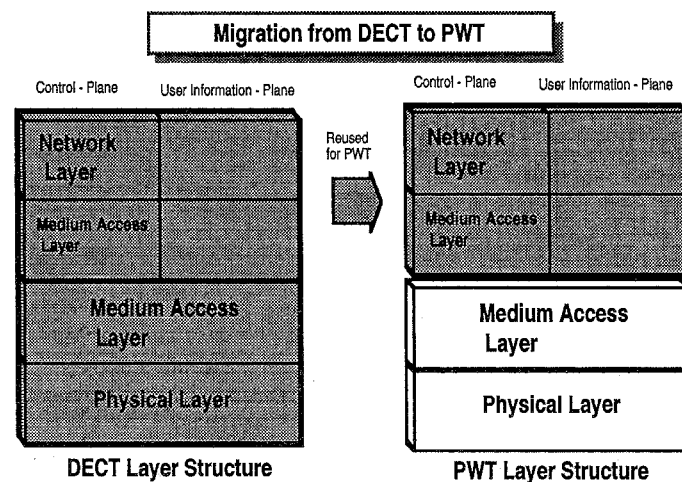 Migration from DECT to PWT
Control - Plane
User Information - Plane
Network
Layer
Medium Access
Layer
Medium Access
Layer
Physical Layer
DECT Layer Structure
Reused
for PWT
Control - Plane
User Information - Plane
Network
Layer
Medium Access
Layer
Medium Access
Layer
Physical Layer
PWT Layer Structure